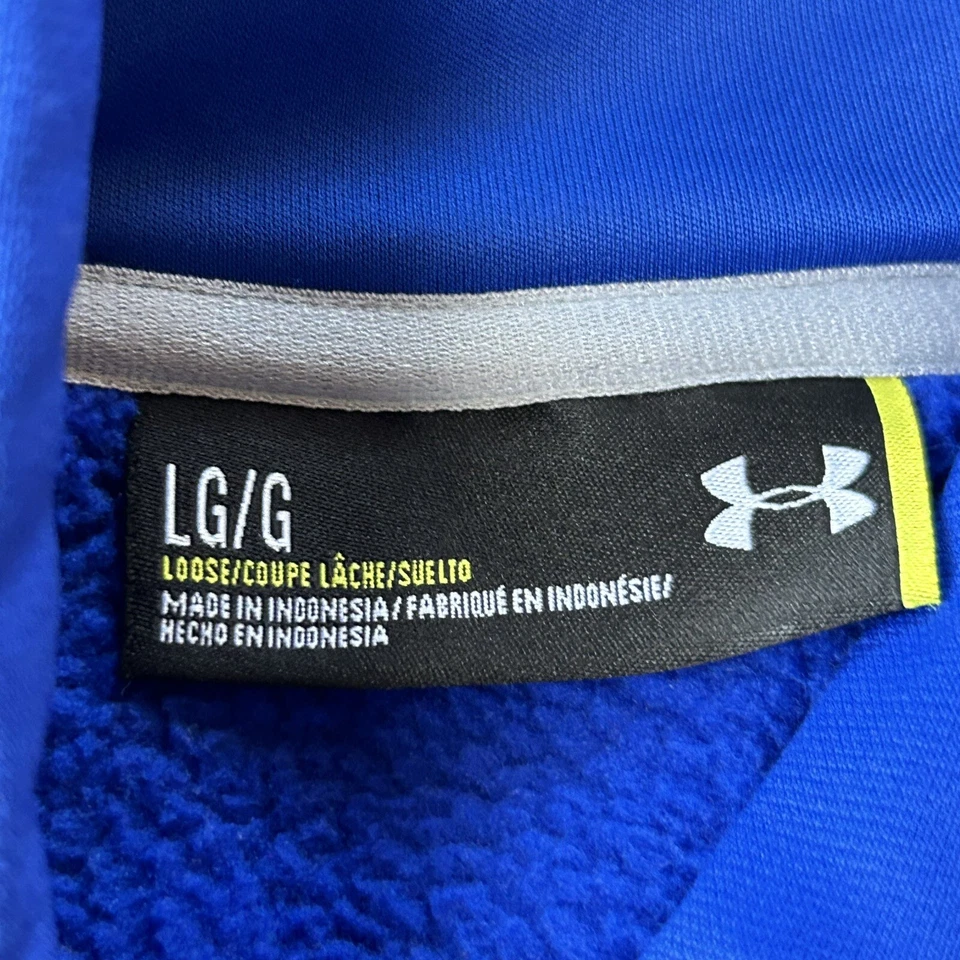 LG/G
LOOSE/COUPE LÂCHE/SUELTO
MADE IN INDONESIA/FABRIQUÉ EN INDONÉSIE/
HECHO EN INDONESIA